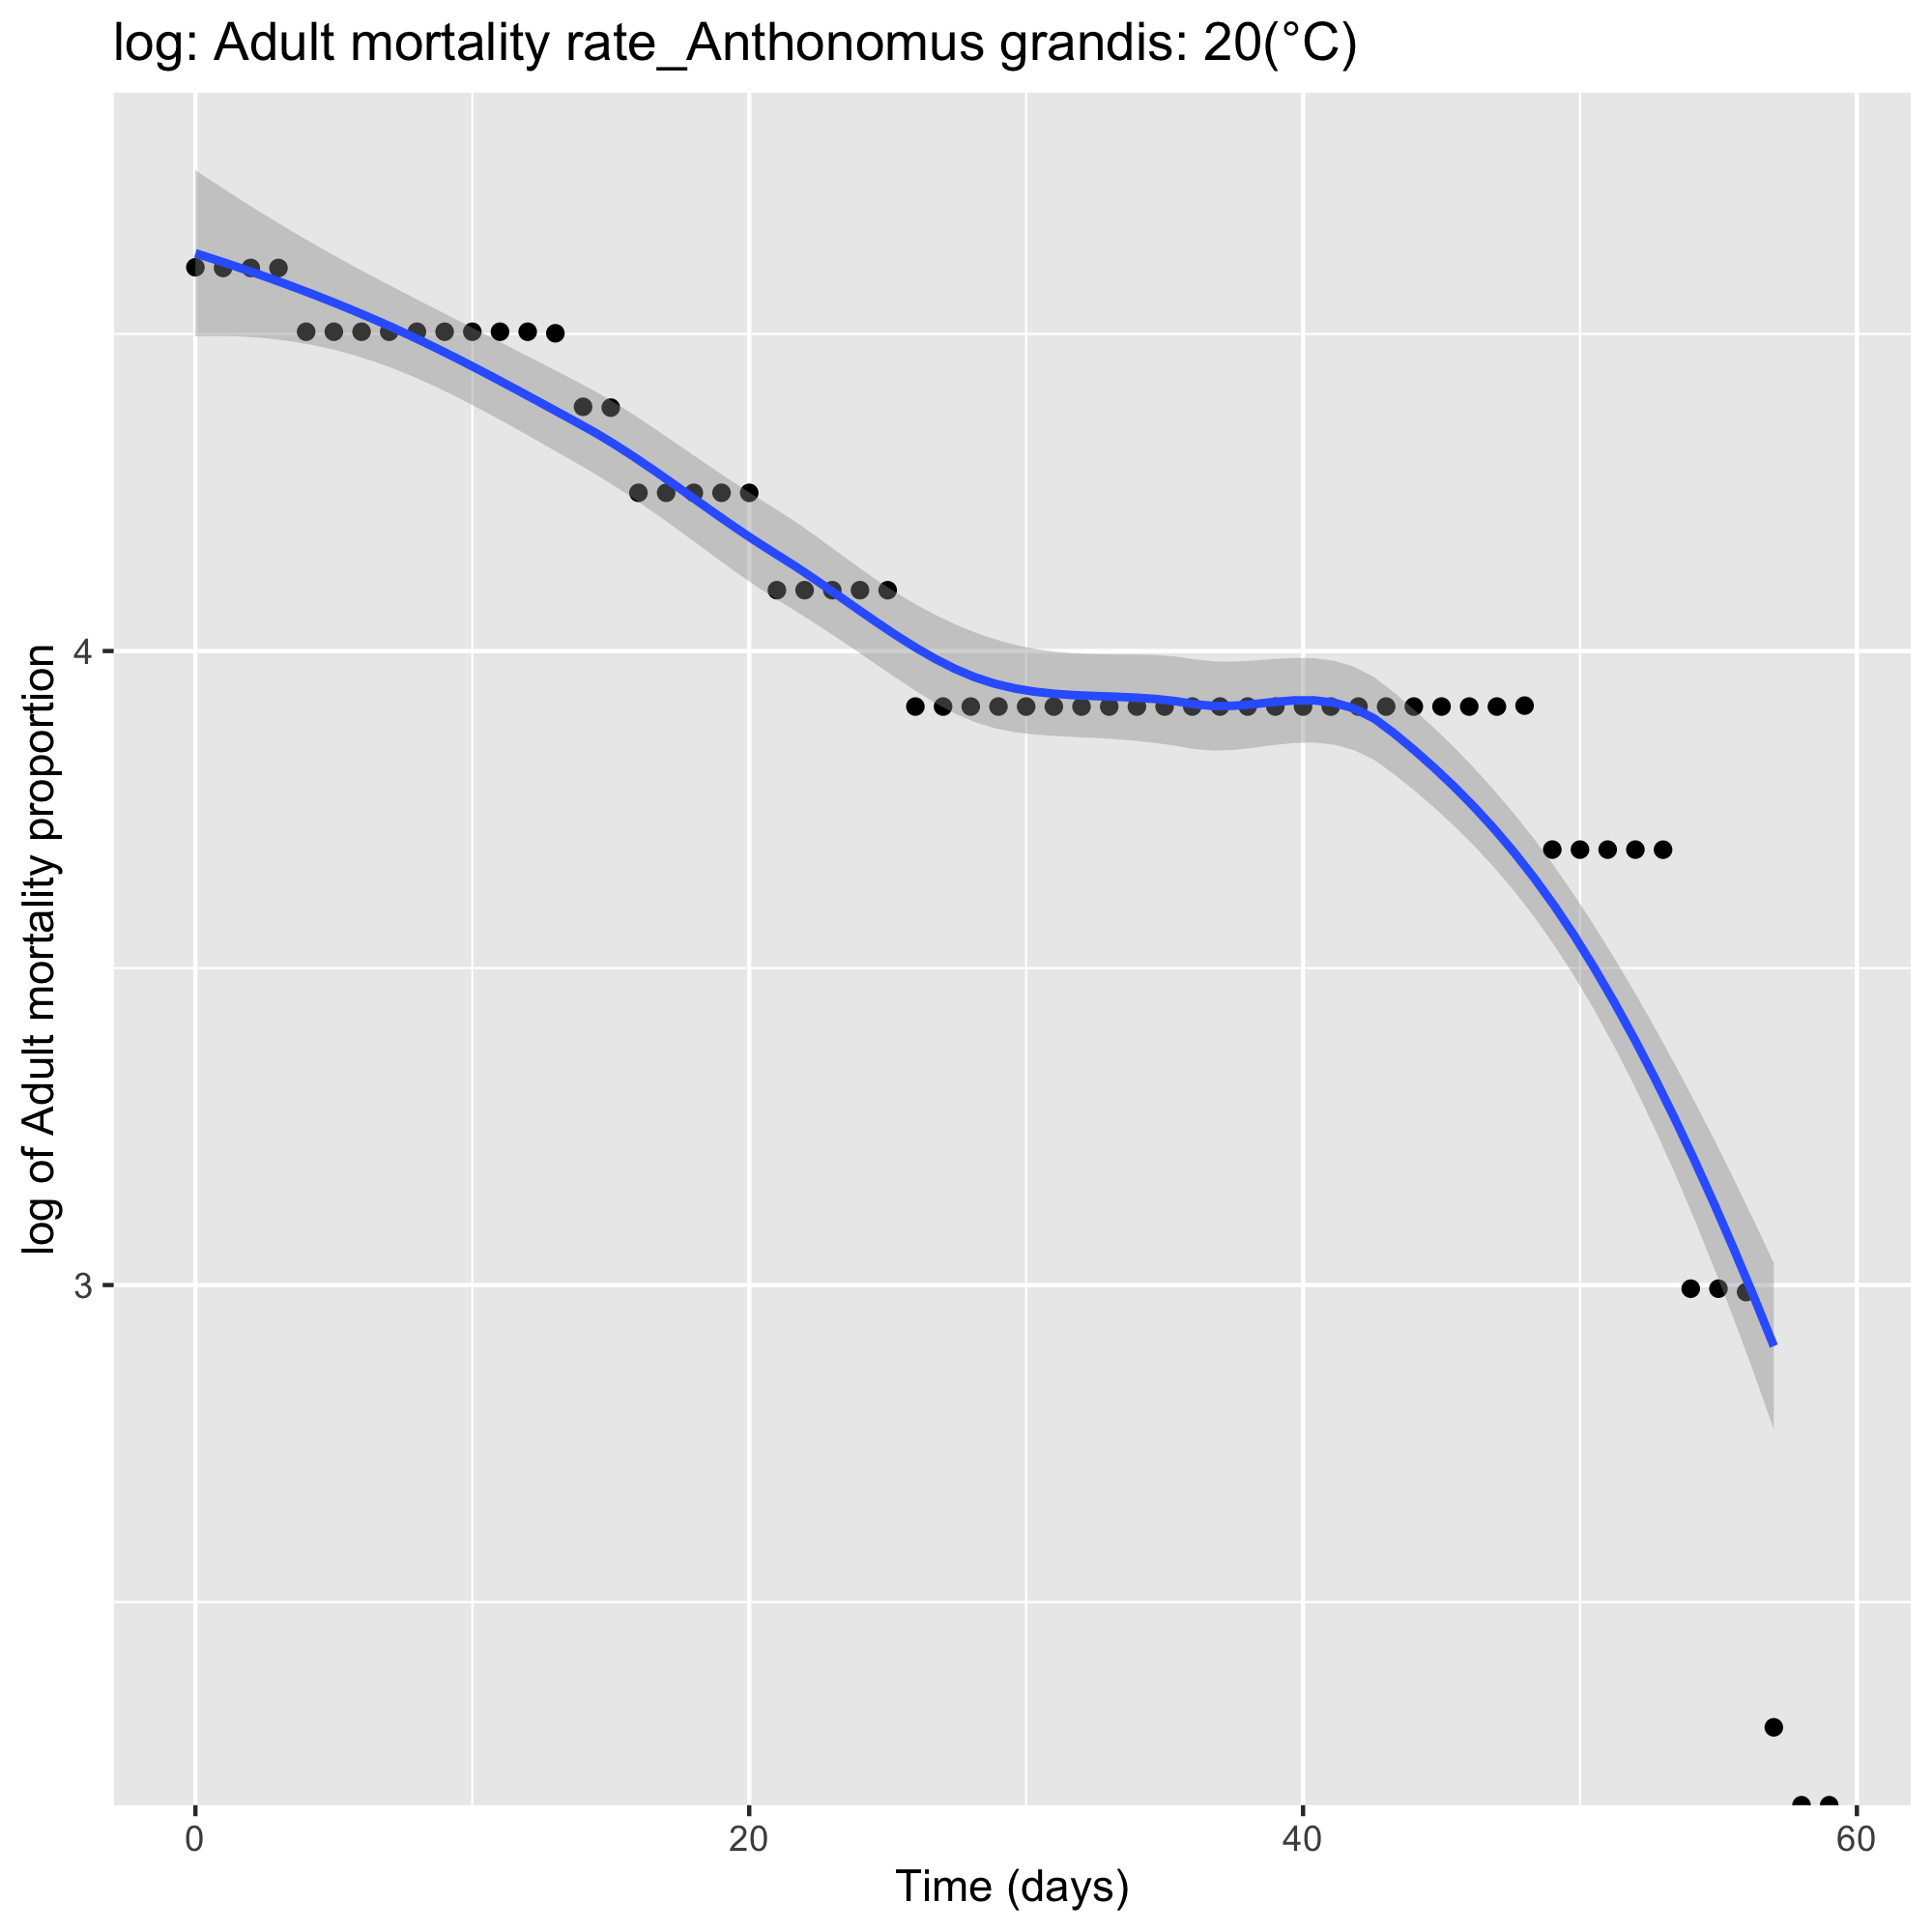 log: Adult mortality rate_Anthonomus grandis: 20(°C)
log of Adult mortality proportion
4
3
0 20 40 60
Time (days)